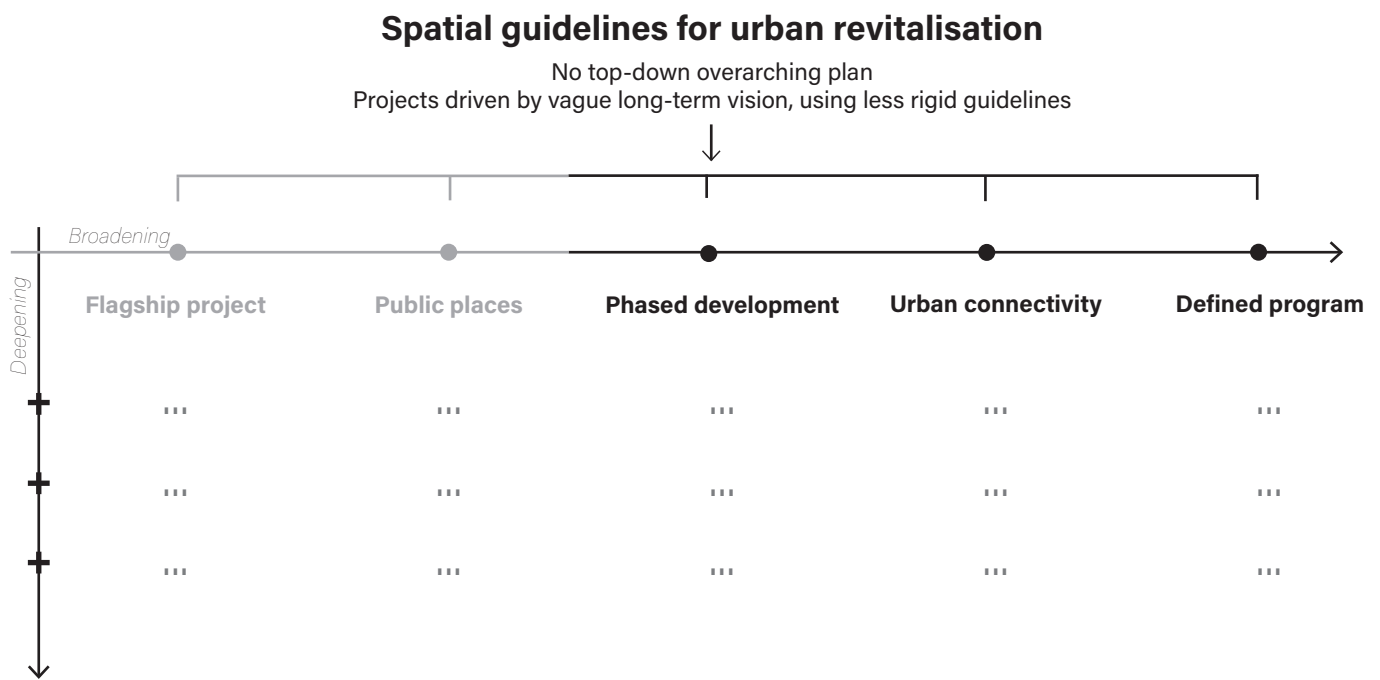 Spatial guidelines for urban revitalisation
No top-down overarching plan
Projects driven by vague long-term vision, using less rigid guidelines
Broadening
Deepening
Flagship project
Public places
Phased development
Urban connectivity
Defined program
... ... ... ... ...
... ... ... ... ...
... ... ... ... ...